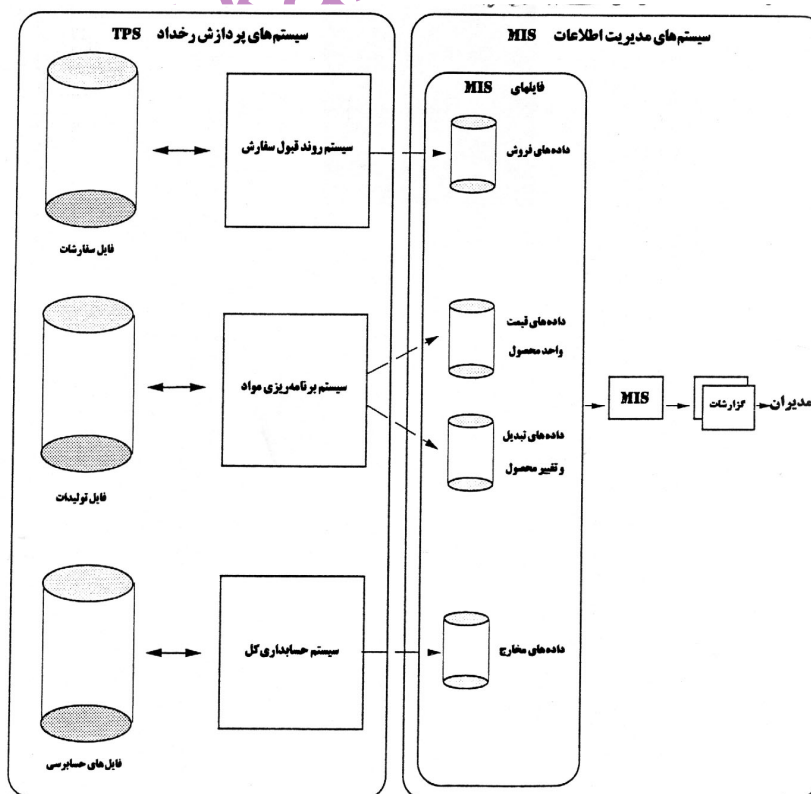 سیستم‌های مدیریت اطلاعات MIS
سیستم‌های پردازش رخداد TPS
فایلهای MIS
سیستم روند قبول سفارش
داده‌های فروش
فایل سفارشات
داده‌های قیمت
واحد محصول
سیستم برنامه‌ریزی مواد
داده‌های تبدیل
و تغییر محصول
فایل تولیدات
MIS
گزارشات
مدیران
سیستم حسابداری کل
داده‌های مخارج
فایل‌های حسابرسی